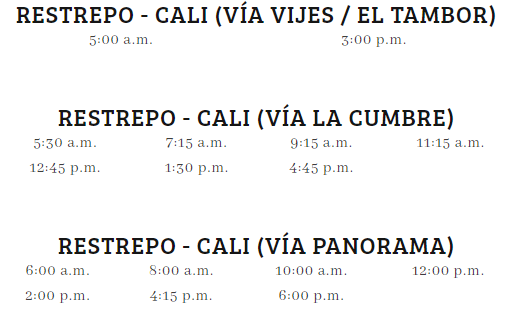 RESTREPO - CALI (VÍA VIJES / EL TAMBOR)
5:00 a.m. 3:00 p.m.
RESTREPO - CALI (VÍA LA CUMBRE)
5:30 a.m. 7:15 a.m. 9:15 a.m. 11:15 a.m.
12:45 p.m. 1:30 p.m. 4:45 p.m.
RESTREPO - CALI (VÍA PANORAMA)
6:00 a.m. 8:00 a.m. 10:00 a.m. 12:00 p.m.
2:00 p.m. 4:15 p.m. 6:00 p.m.